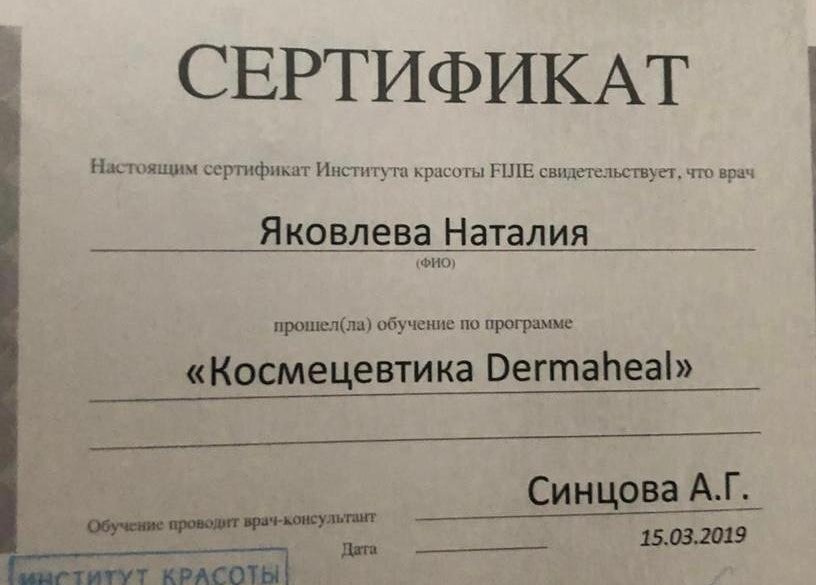 СЕРТИФИКАТ
Настоящим сертификат Института красоты FIJIE свидетельствует, что врач
Яковлева Наталия
(ФИО)
прошел(ла) обучение по программе
«Космецевтика Dermaheal»
Синцова А.Г.
Обучение проводит врач-консультант
15.03.2019
Дата
ИНСТИТУТ КРАСОТЫ